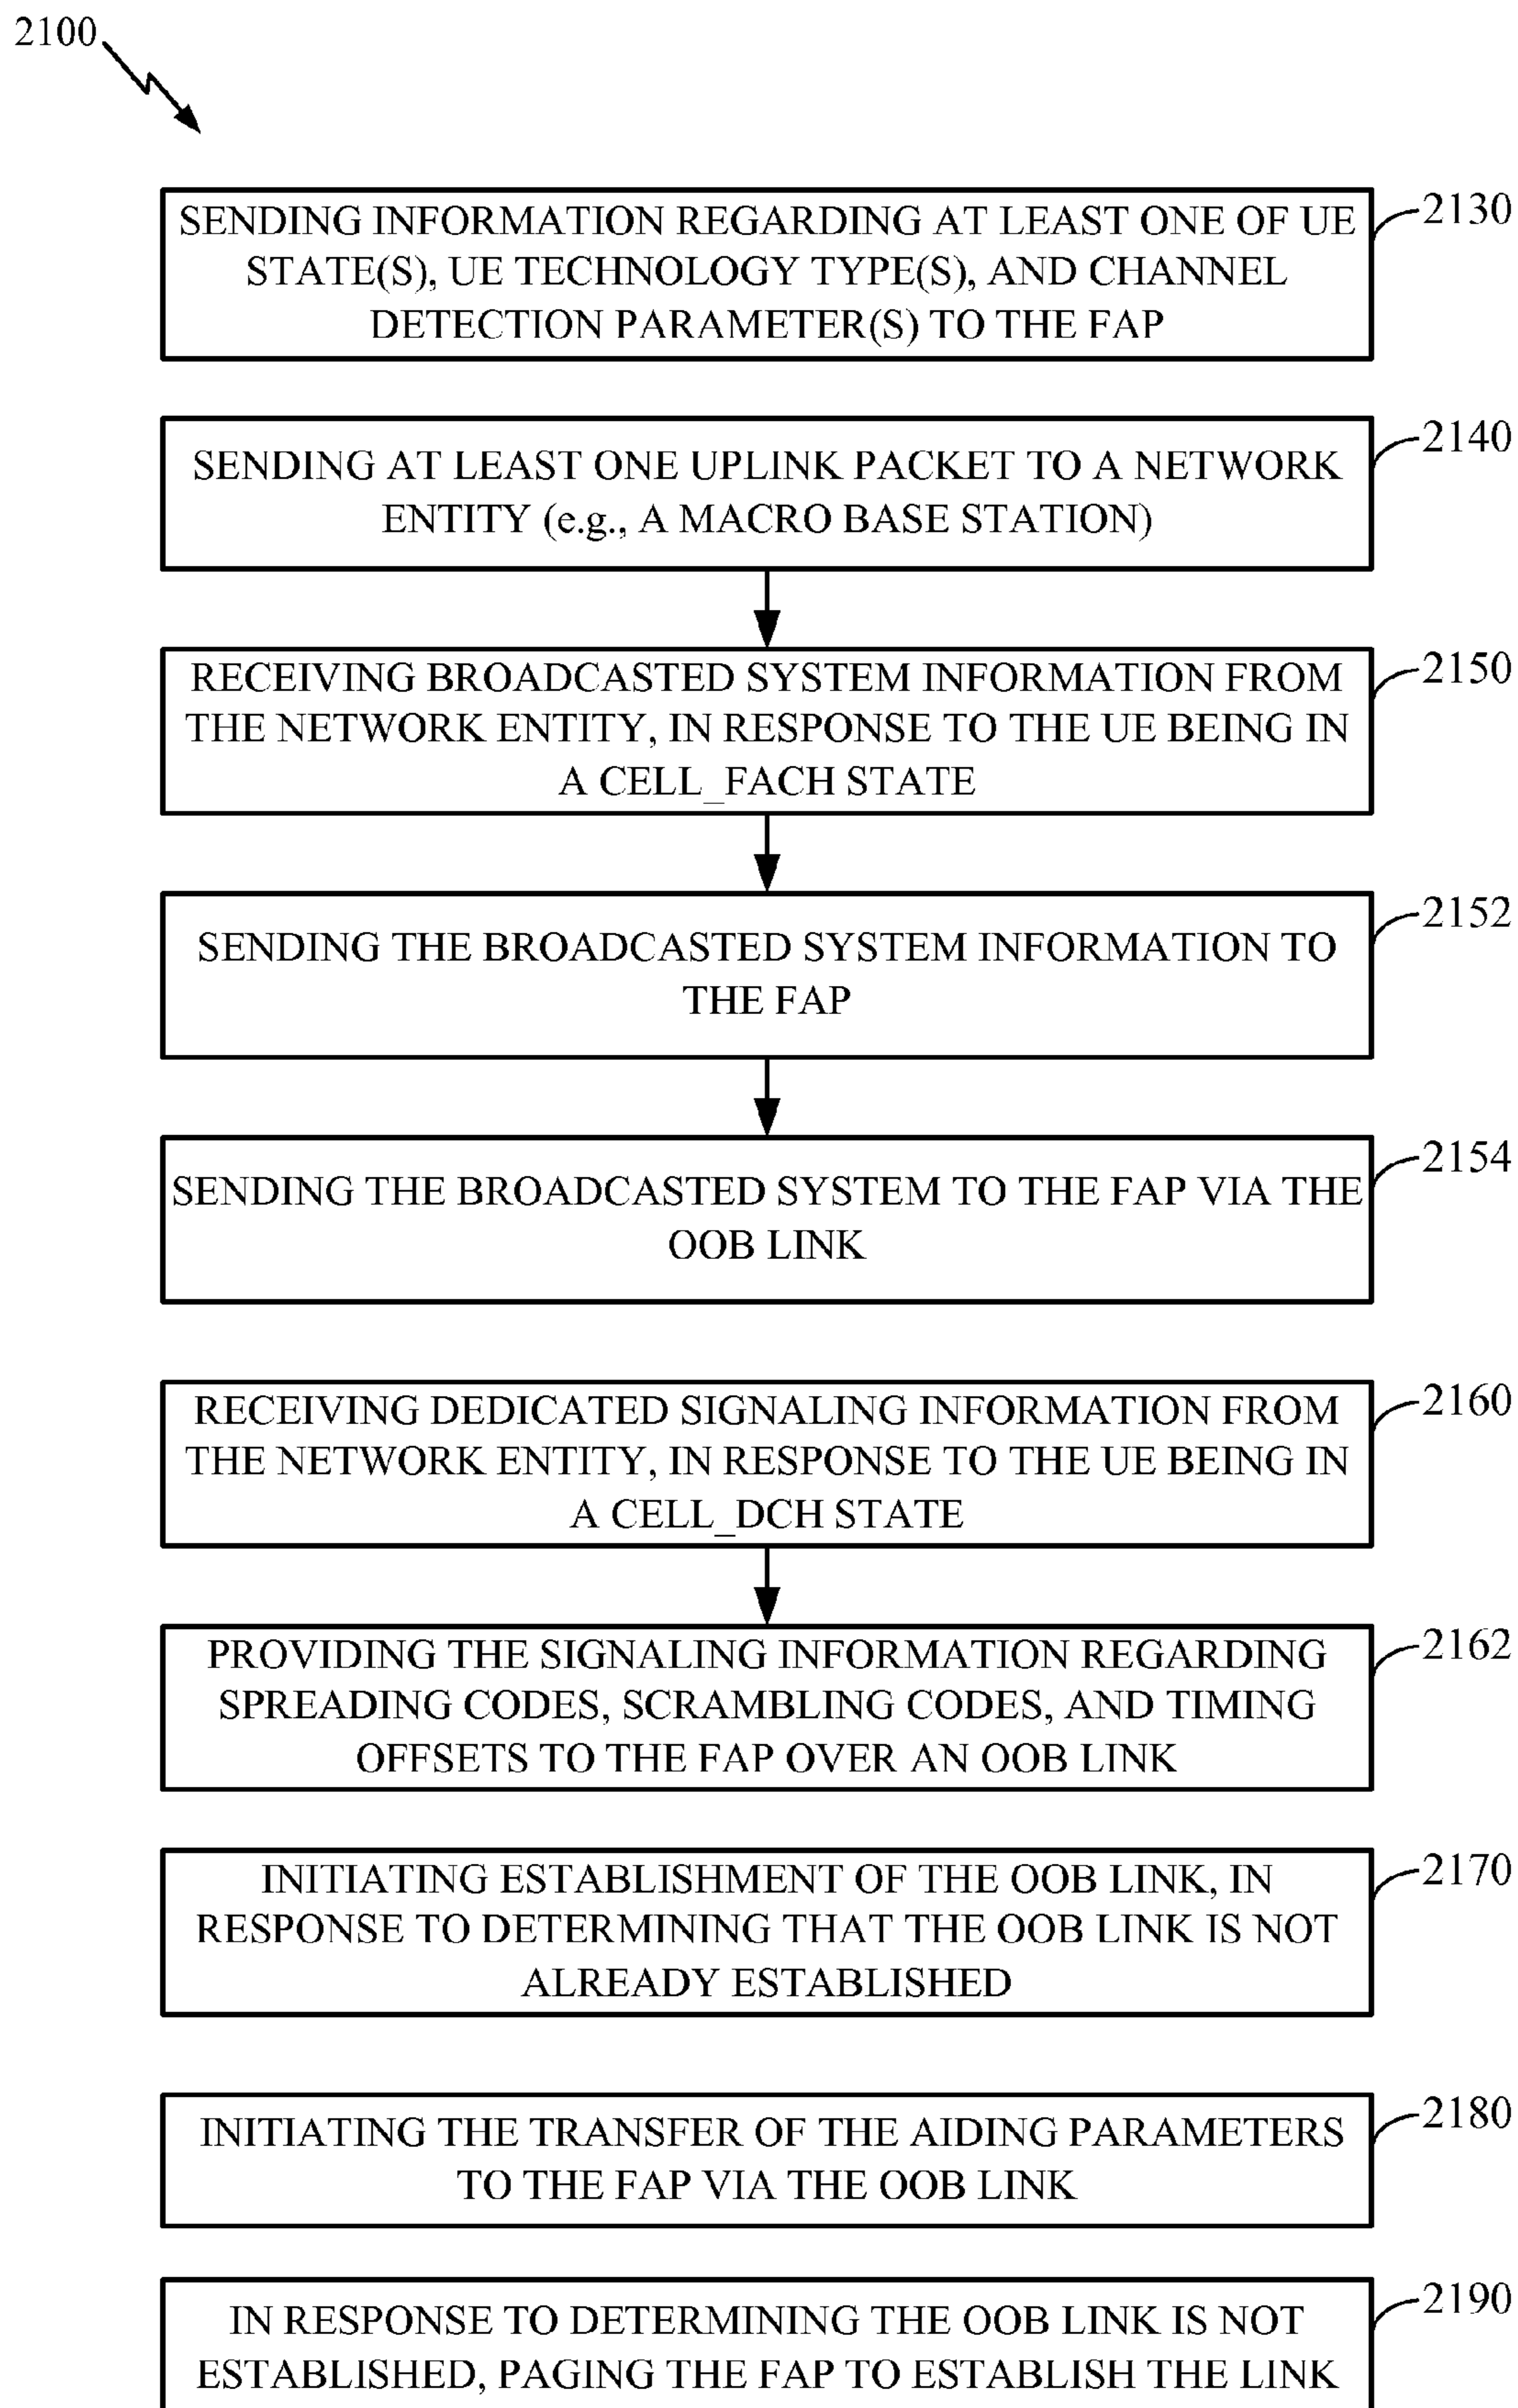 2100
SENDING INFORMATION REGARDING AT LEAST ONE OF UE
STATE(S), UE TECHNOLOGY TYPE(S), AND CHANNEL
DETECTION PARAMETER(S) TO THE FAP
2130
SENDING AT LEAST ONE UPLINK PACKET TO A NETWORK
ENTITY (e.g., A MACRO BASE STATION)
2140
RECEIVING BROADCASTED SYSTEM INFORMATION FROM
THE NETWORK ENTITY, IN RESPONSE TO THE UE BEING IN
A CELL_FACH STATE
2150
SENDING THE BROADCASTED SYSTEM INFORMATION TO
THE FAP
2152
SENDING THE BROADCASTED SYSTEM TO THE FAP VIA THE
OOB LINK
2154
RECEIVING DEDICATED SIGNALING INFORMATION FROM
THE NETWORK ENTITY, IN RESPONSE TO THE UE BEING IN
A CELL_DCH STATE
2160
PROVIDING THE SIGNALING INFORMATION REGARDING
SPREADING CODES, SCRAMBLING CODES, AND TIMING
OFFSETS TO THE FAP OVER AN OOB LINK
2162
INITIATING ESTABLISHMENT OF THE OOB LINK, IN
RESPONSE TO DETERMINING THAT THE OOB LINK IS NOT
ALREADY ESTABLISHED
2170
INITIATING THE TRANSFER OF THE AIDING PARAMETERS
TO THE FAP VIA THE OOB LINK
2180
IN RESPONSE TO DETERMINING THE OOB LINK IS NOT
ESTABLISHED, PAGING THE FAP TO ESTABLISH THE LINK
2190